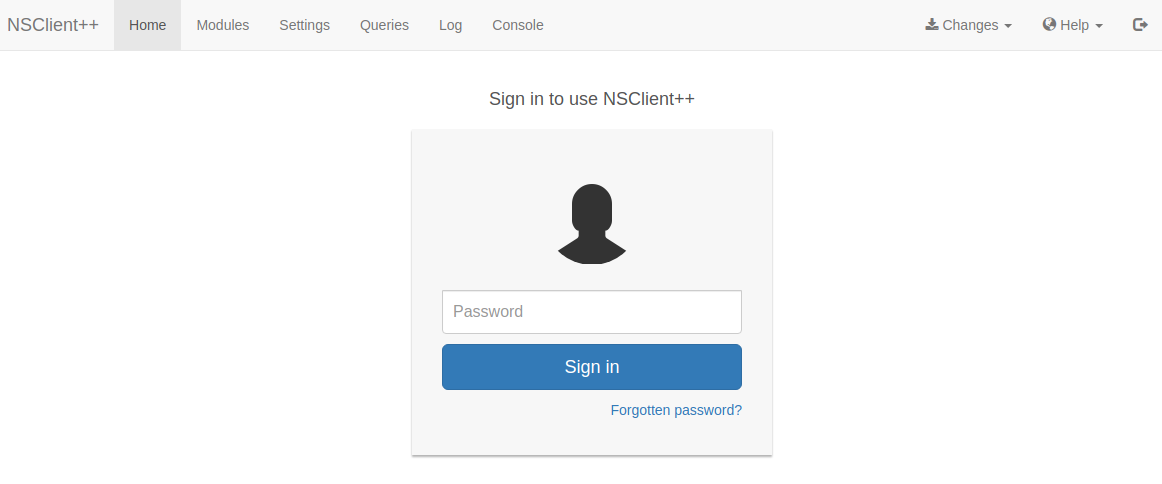 NSClient++ Home Modules Settings Queries Log Console Changes Help
Sign in to use NSClient++
Password
Sign in
Forgotten password?